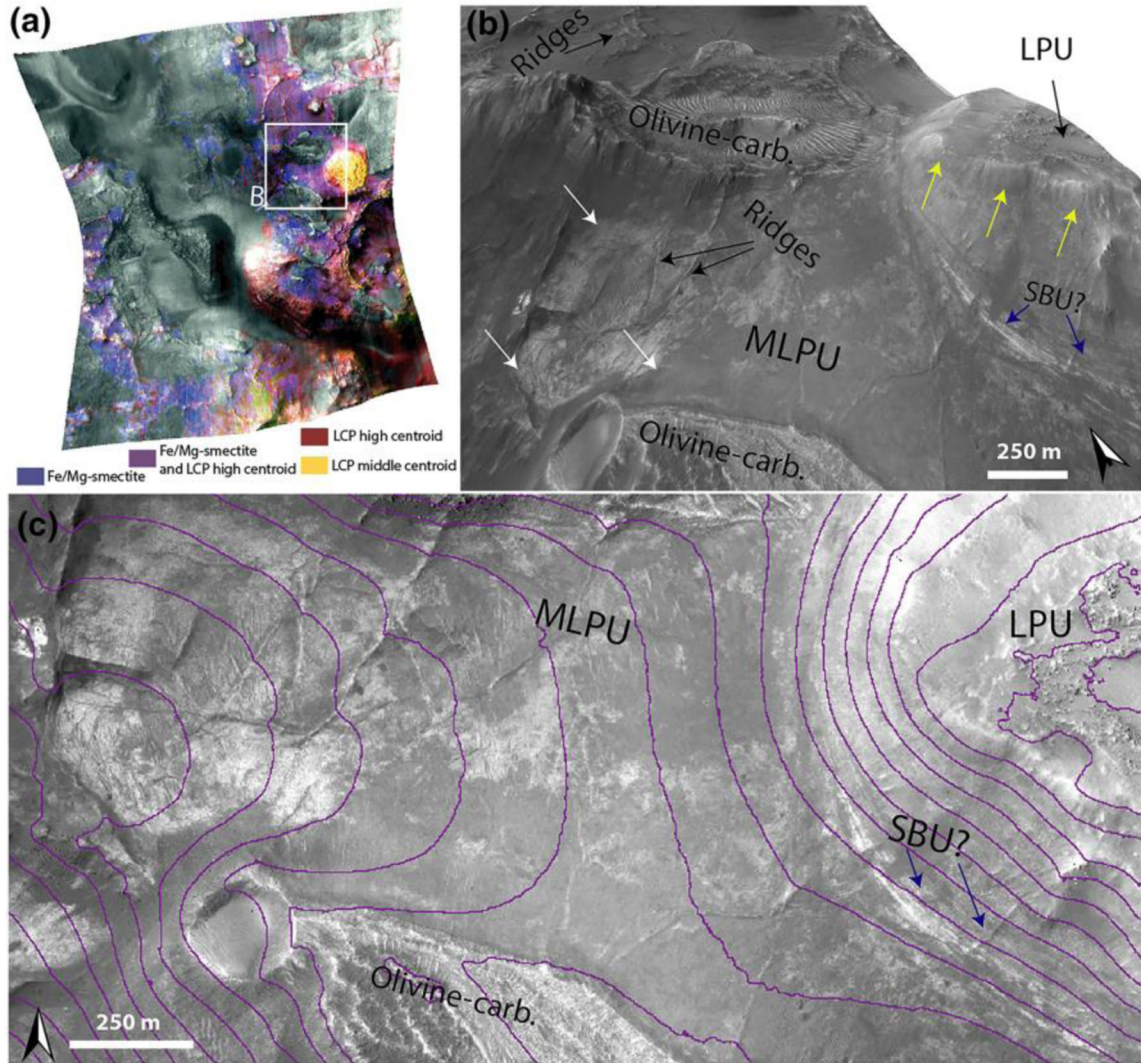 (a)
B
Fe/Mg-smectite
Fe/Mg-smectite
and LCP high centroid
LCP high centroid
LCP middle centroid
(b)
Ridges
LPU
Olivine-carb.
Ridges
SBU?
MLPU
Olivine-carb.
250 m
(c)
MLPU
LPU
SBU?
Olivine-carb.
250 m